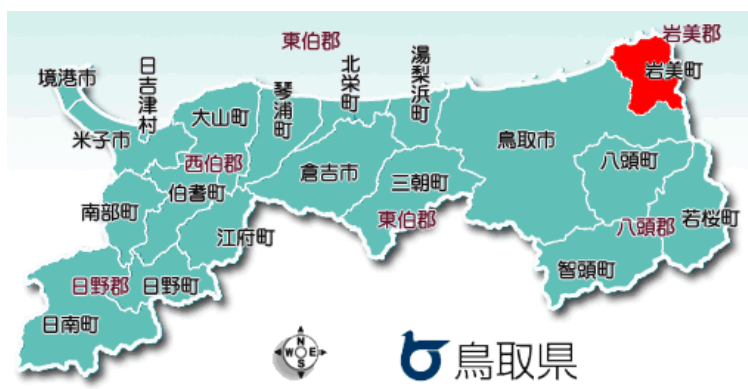 岩美郡
東伯郡
湯梨浜町
北栄町
日吉津村
岩美町
境港市
琴浦町
大山町
米子市
鳥取市
西伯郡
八頭町
倉吉市
三朝町
伯耆町
南部町
東伯郡
八頭郡
若桜町
江府町
智頭町
日野郡
日野町
日南町
N
W E
S
鳥取県